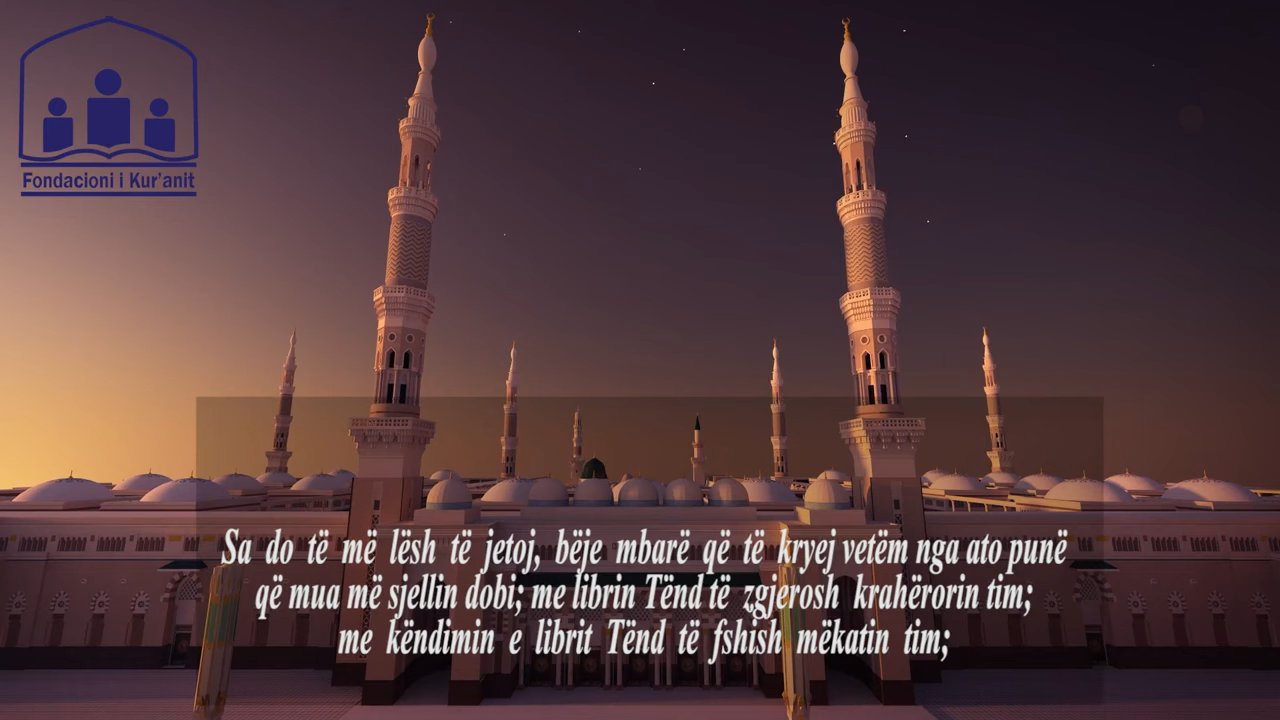 Fondacioni i Kur'anit
Sa do të më lësh të jetoj, bëje mbarë që të kryej vetëm nga ato punë
që mua më sjellin dobi; me librin Tënd të zgjerosh krahërorin tim;
me këndimin e librit Tënd të fshish mëkatin tim;